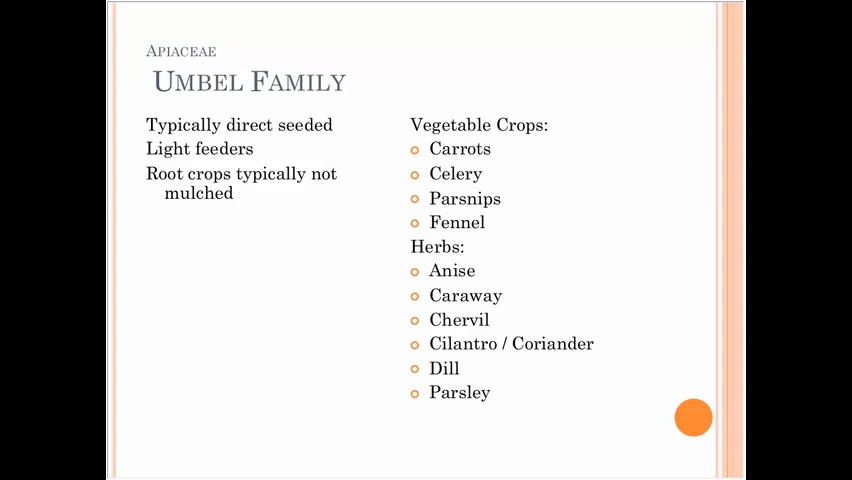 APIACEAE
UMBEL FAMILY
Typically direct seeded
Light feeders
Root crops typically not
mulched
Vegetable Crops:
Carrots
Celery
Parsnips
Fennel
Herbs:
Anise
Caraway
Chervil
Cilantro / Coriander
Dill
Parsley